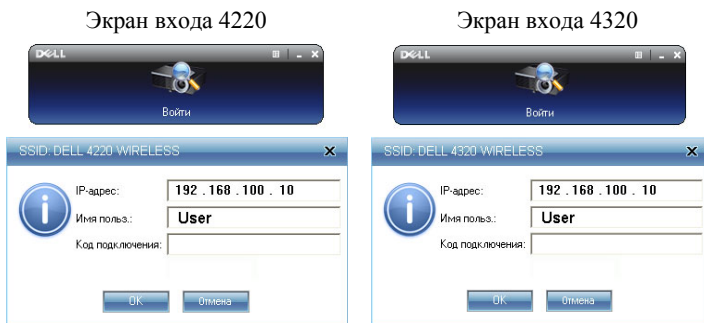 Экран входа 4220
DELL
Войти
SSID: DELL 4220 WIRELESS
IP-адрес: 192 . 168 . 100 . 10
Имя польз.: User
Код подключения:
OK Отмена
Экран входа 4320
DELL
Войти
SSID: DELL 4320 WIRELESS
IP-адрес: 192 . 168 . 100 . 10
Имя польз.: User
Код подключения:
OK Отмена